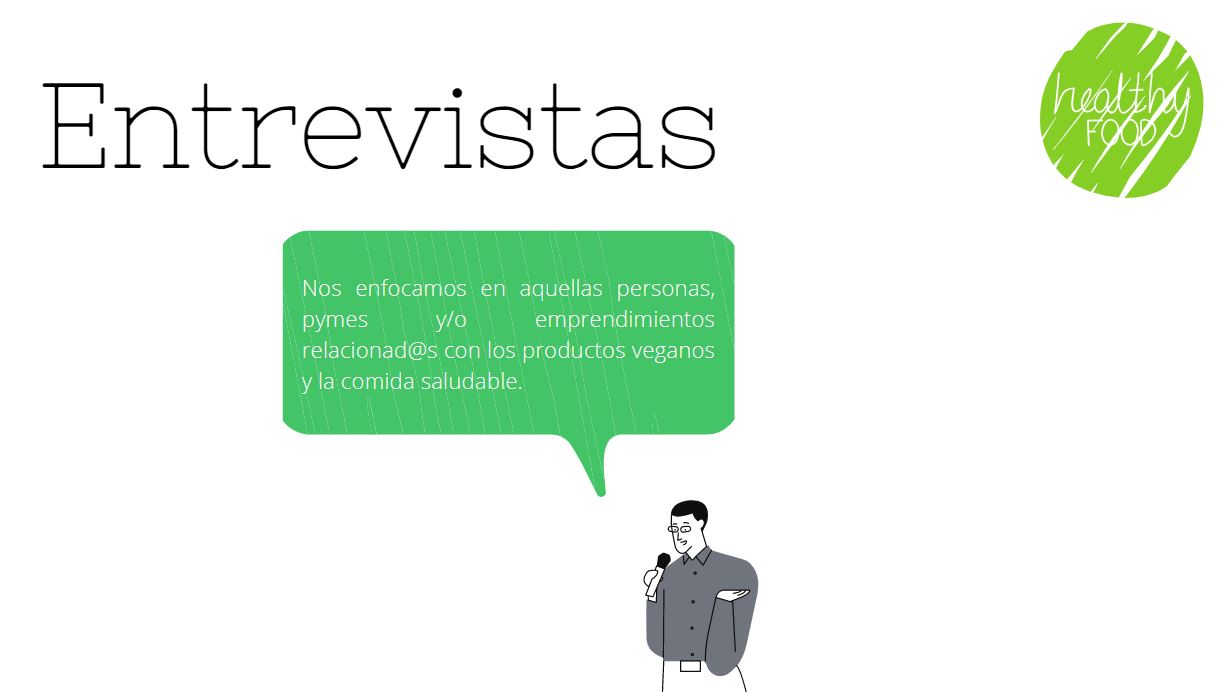 Entrevistas
healthy
FOOD
Nos enfocamos en aquellas personas,
pymes y/o emprendimientos
relacionad@s con los productos veganos
y la comida saludable.